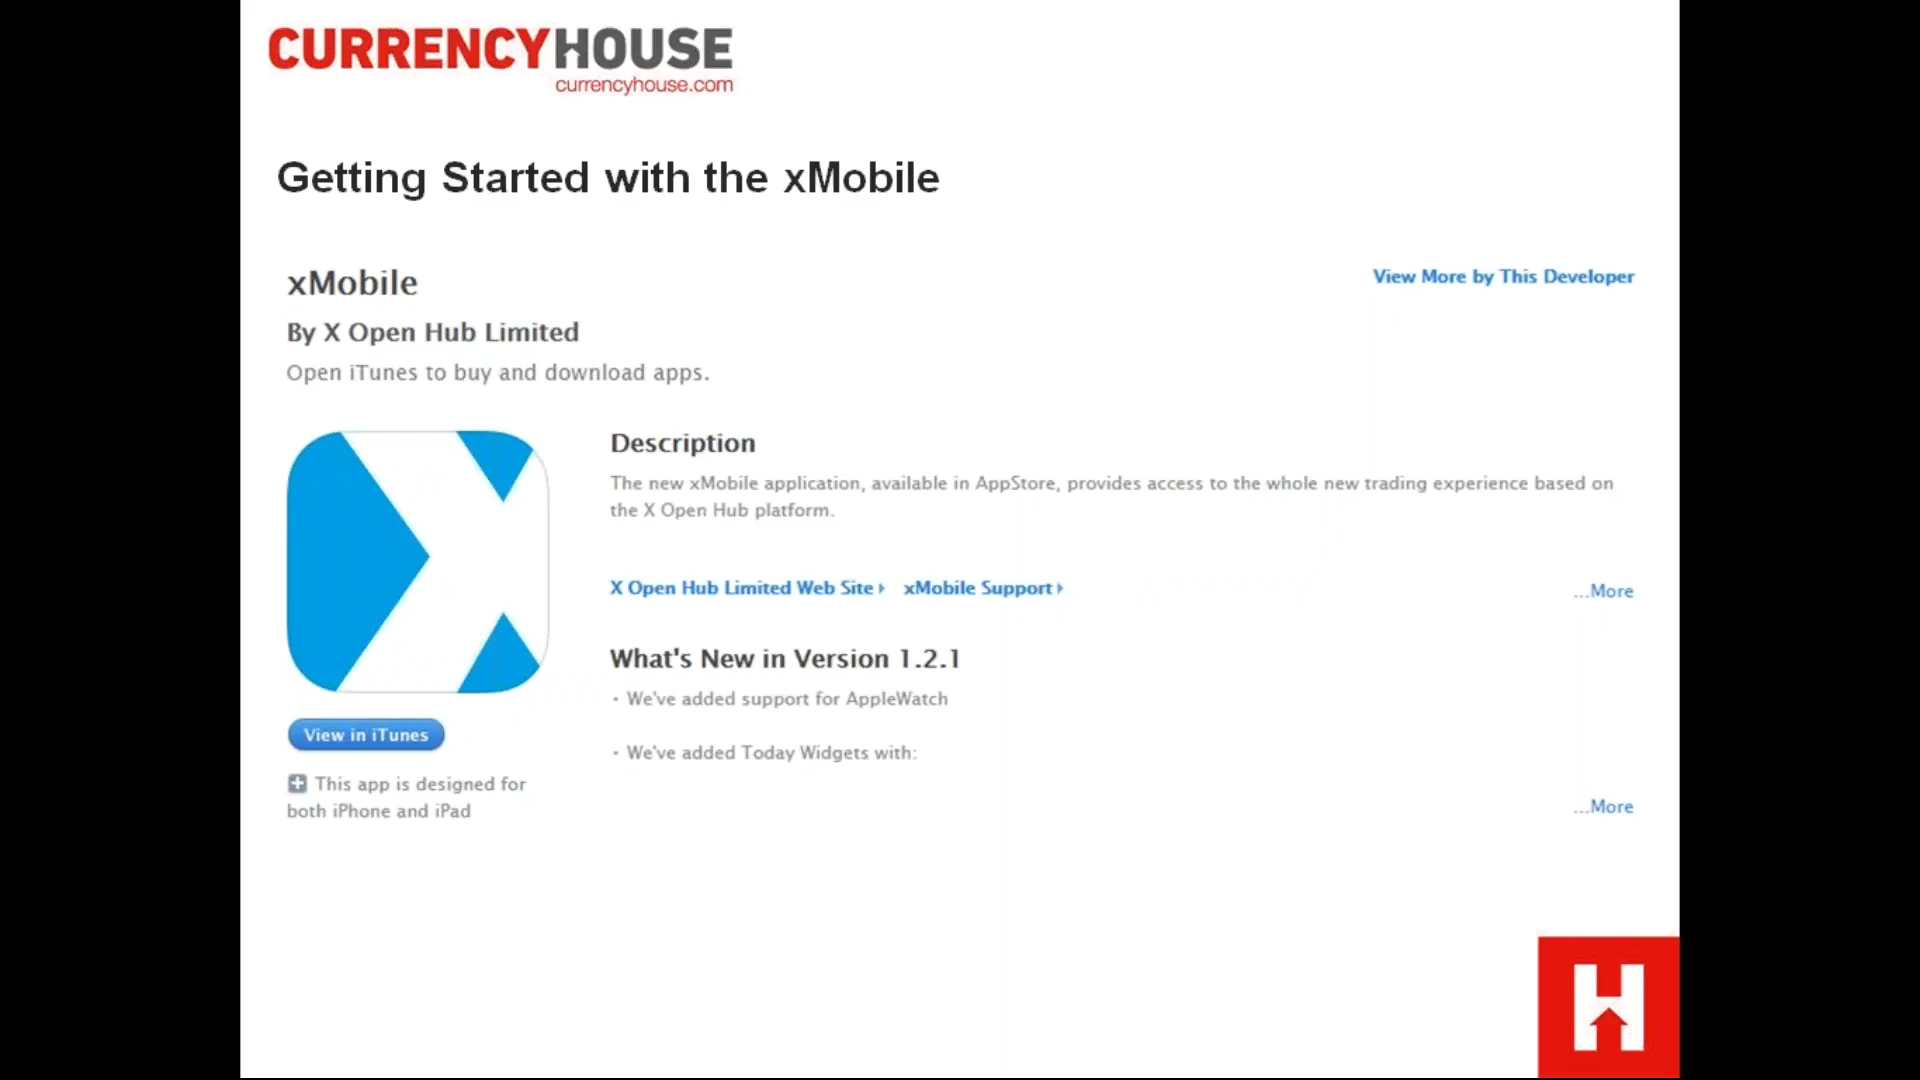 CURRENCYHOUSE
currencyhouse.com
Getting Started with the xMobile
xMobile
View More by This Developer
By X Open Hub Limited
Open iTunes to buy and download apps.
Description
The new xMobile application, available in AppStore, provides access to the whole new trading experience based on
the X Open Hub platform.
X Open Hub Limited Web Site xMobile Support
...More
What's New in Version 1.2.1
- We've added support for AppleWatch
- We've added Today Widgets with:
...More
View in iTunes
This app is designed for
both iPhone and iPad
H